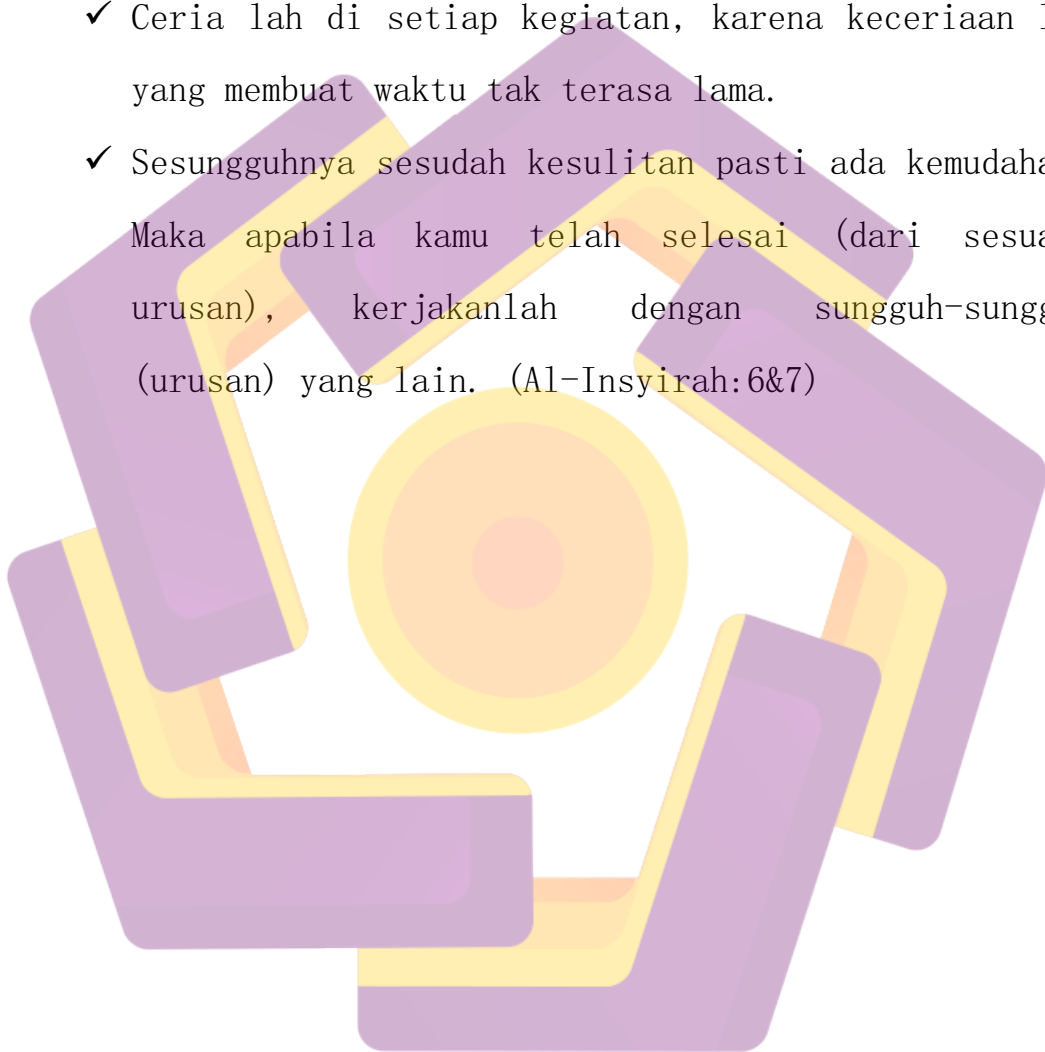 ✓ Ceria lah di setiap kegiatan, karena keceriaan
yang membuat waktu tak terasa lama.
✓ Sesungguhnya sesudah kesulitan pasti ada
Maka apabila kamu telah selesai (dari
urusan), kerjakanlah dengan
(urusan) yang lain. (Al-Insyirah:6&7)